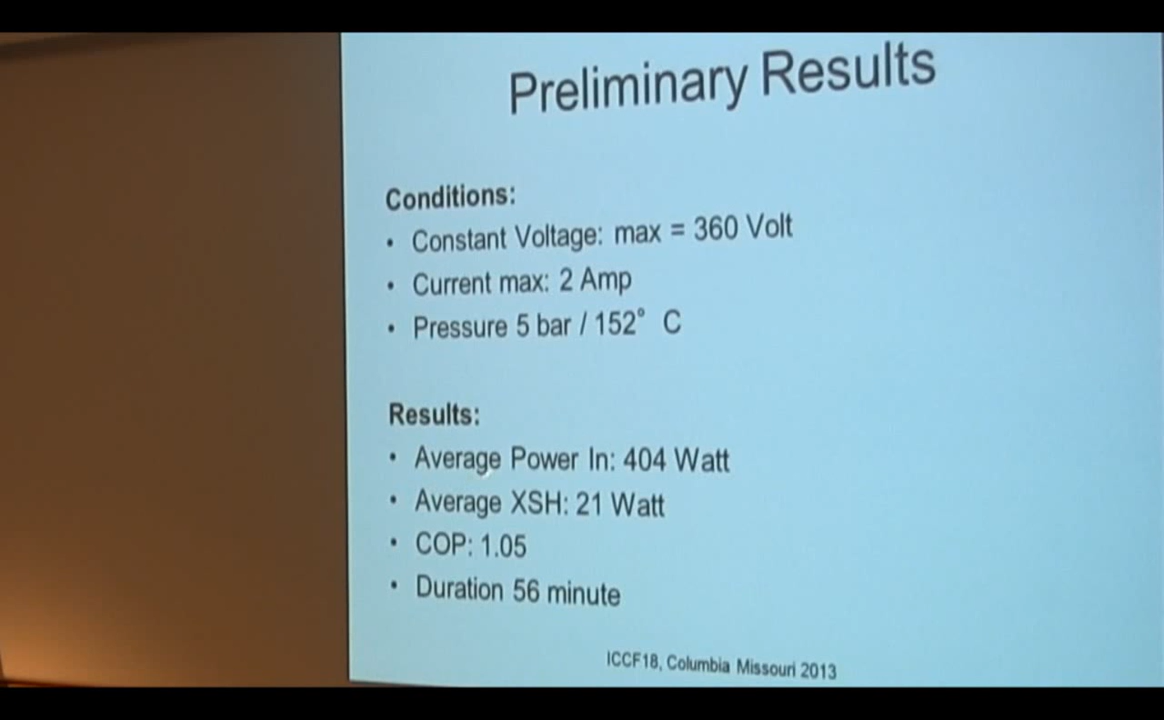 Preliminary Results
Conditions:
• Constant Voltage: max = 360 Volt
• Current max: 2 Amp
• Pressure 5 bar / 152° C
Results:
• Average Power In: 404 Watt
• Average XSH: 21 Watt
• COP: 1.05
• Duration 56 minute
ICCF18, Columbia Missouri 2013